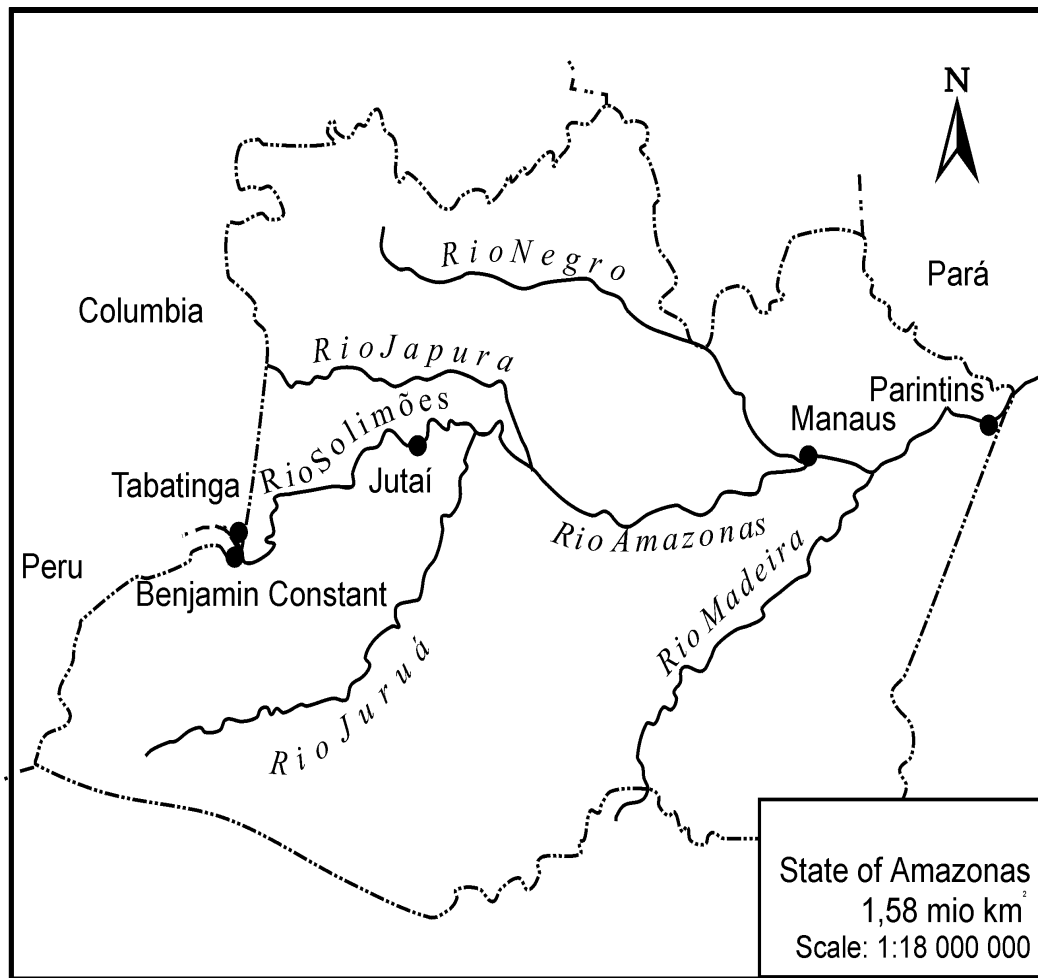 N
Rio Negro
Pará
Columbia
Rio Japura
Parintins
Rio Solimões
Manaus
Jutaí
Tabatinga
Rio Amazonas
Peru
Benjamin Constant
Rio Madeira
Rio Juruá
State of Amazonas
1,58 mio km²
Scale: 1:18 000 000